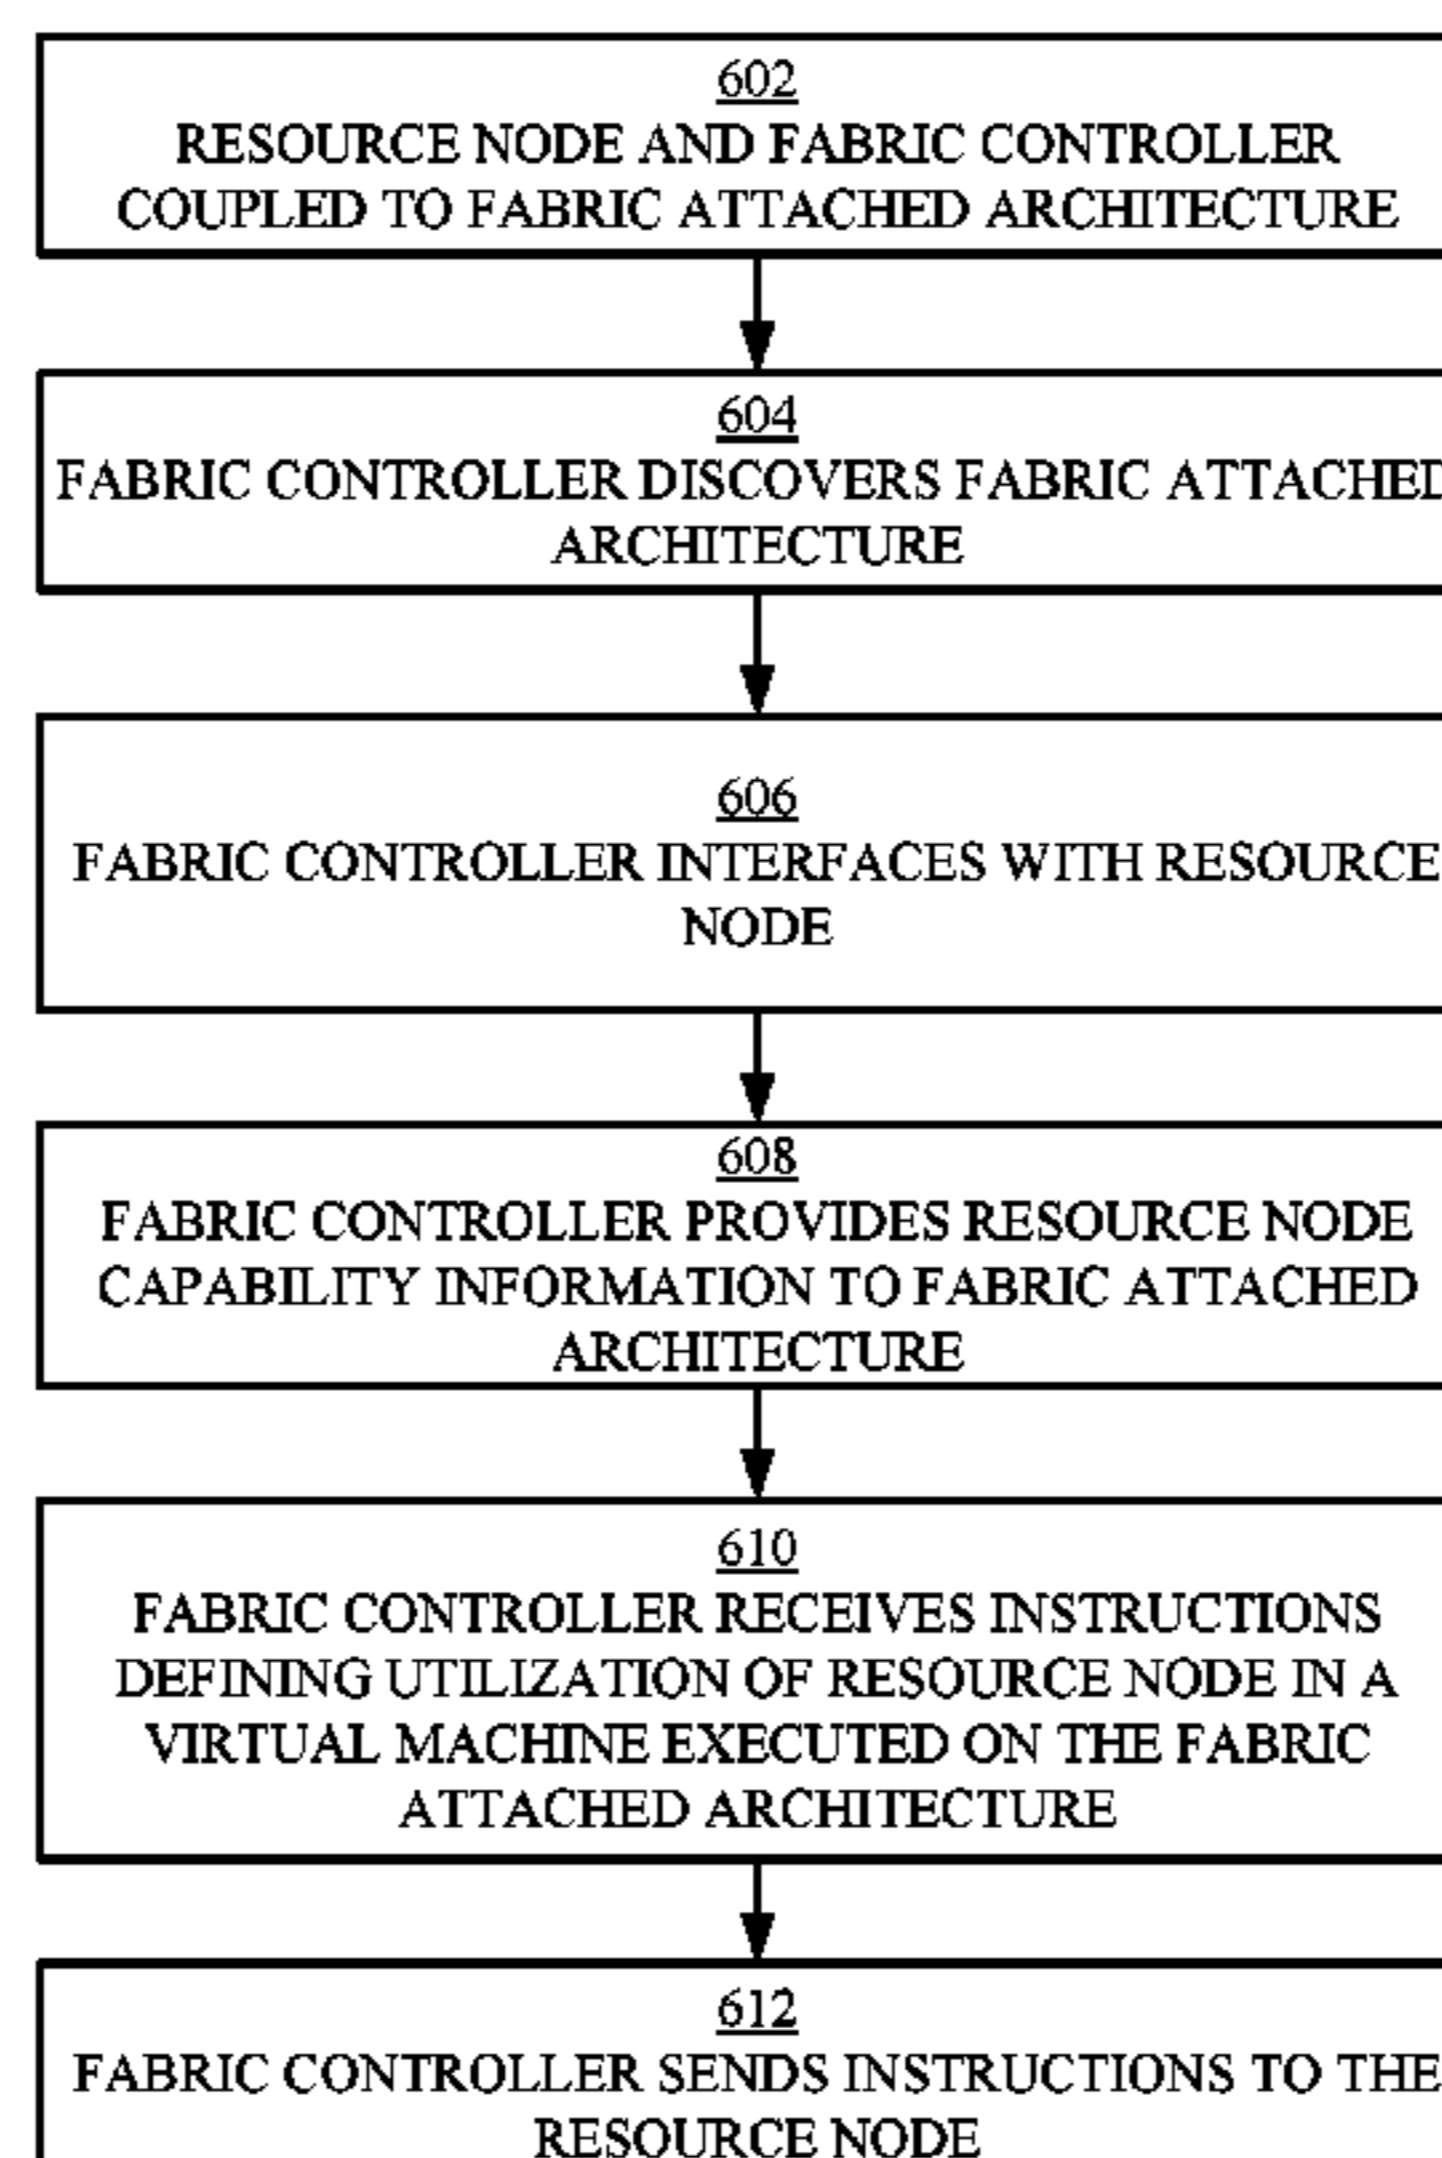 602
RESOURCE NODE AND FABRIC CONTROLLER
COUPLED TO FABRIC ATTACHED ARCHITECTURE
604
FABRIC CONTROLLER DISCOVERS FABRIC ATTACHED
ARCHITECTURE
606
FABRIC CONTROLLER INTERFACES WITH RESOURCE
NODE
608
FABRIC CONTROLLER PROVIDES RESOURCE NODE
CAPABILITY INFORMATION TO FABRIC ATTACHED
ARCHITECTURE
610
FABRIC CONTROLLER RECEIVES INSTRUCTIONS
DEFINING UTILIZATION OF RESOURCE NODE IN A
VIRTUAL MACHINE EXECUTED ON THE FABRIC
ATTACHED ARCHITECTURE
612
FABRIC CONTROLLER SENDS INSTRUCTIONS TO THE
RESOURCE NODE